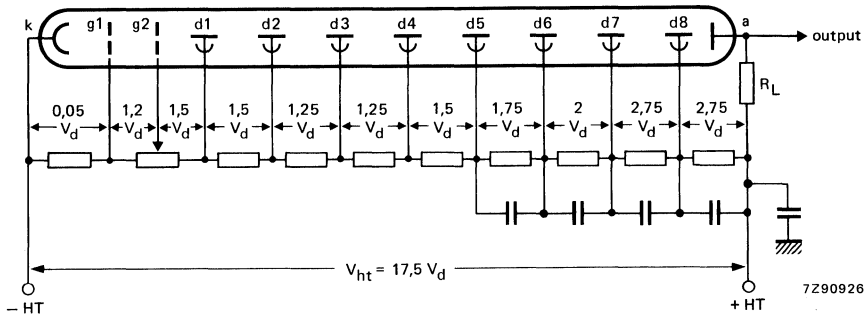 k g1 g2 d1 d2 d3 d4 d5 d6 d7 d8 a
output
R_L
0,05 1,2 1,5 1,5 1,25 1,25 1,5 1,75 2 2,75 2,75
V_d V_d V_d V_d V_d V_d V_d V_d V_d V_d V_d
V_ht = 17,5 V_d
− HT + HT
7Z90926